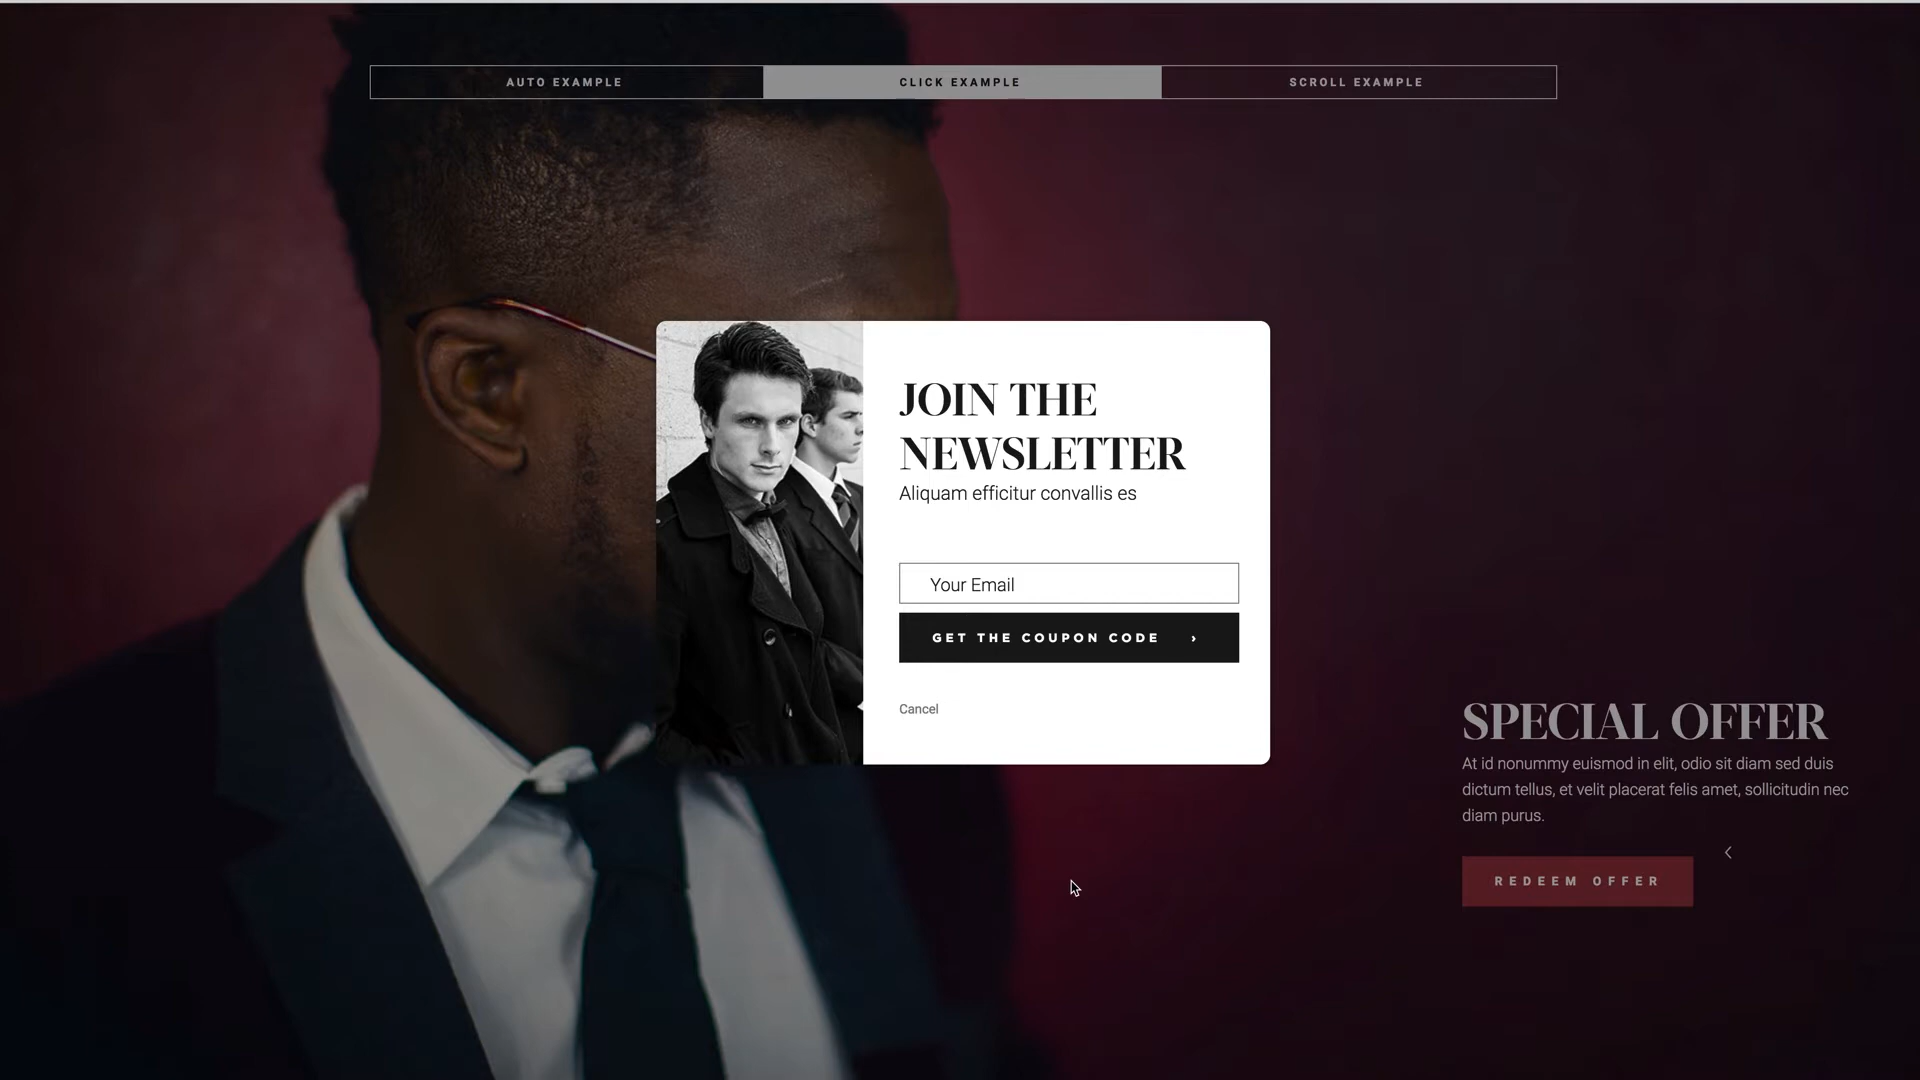 AUTO EXAMPLE
CLICK EXAMPLE
SCROLL EXAMPLE
JOIN THE
NEWSLETTER
Aliquam efficitur convallis es
Your Email
GET THE COUPON CODE ›
Cancel
SPECIAL OFFER
At id nonummy euismod in elit, odio sit diam sed duis
dictum tellus, et velit placerat felis amet, sollicitudin nec
diam purus.
REDEEM OFFER